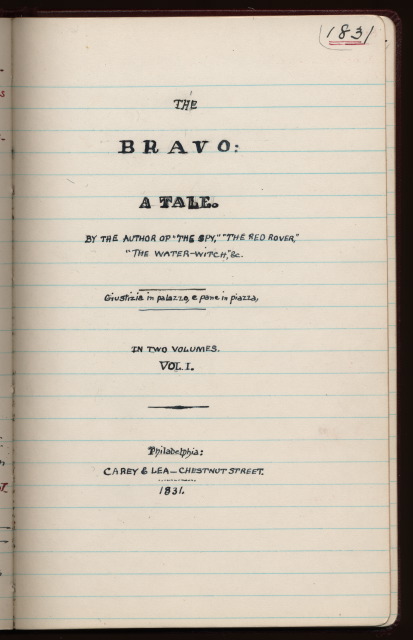 1831
THE
BRAVO:
A TALE.
BY THE AUTHOR OF "THE SPY," "THE RED ROVER,"
"THE WATER-WITCH," &c.
Giustizia in palazzo, e pane in piazza,
IN TWO VOLUMES.
VOL. I.
Philadelphia:
CAREY & LEA — CHESTNUT STREET.
1831.